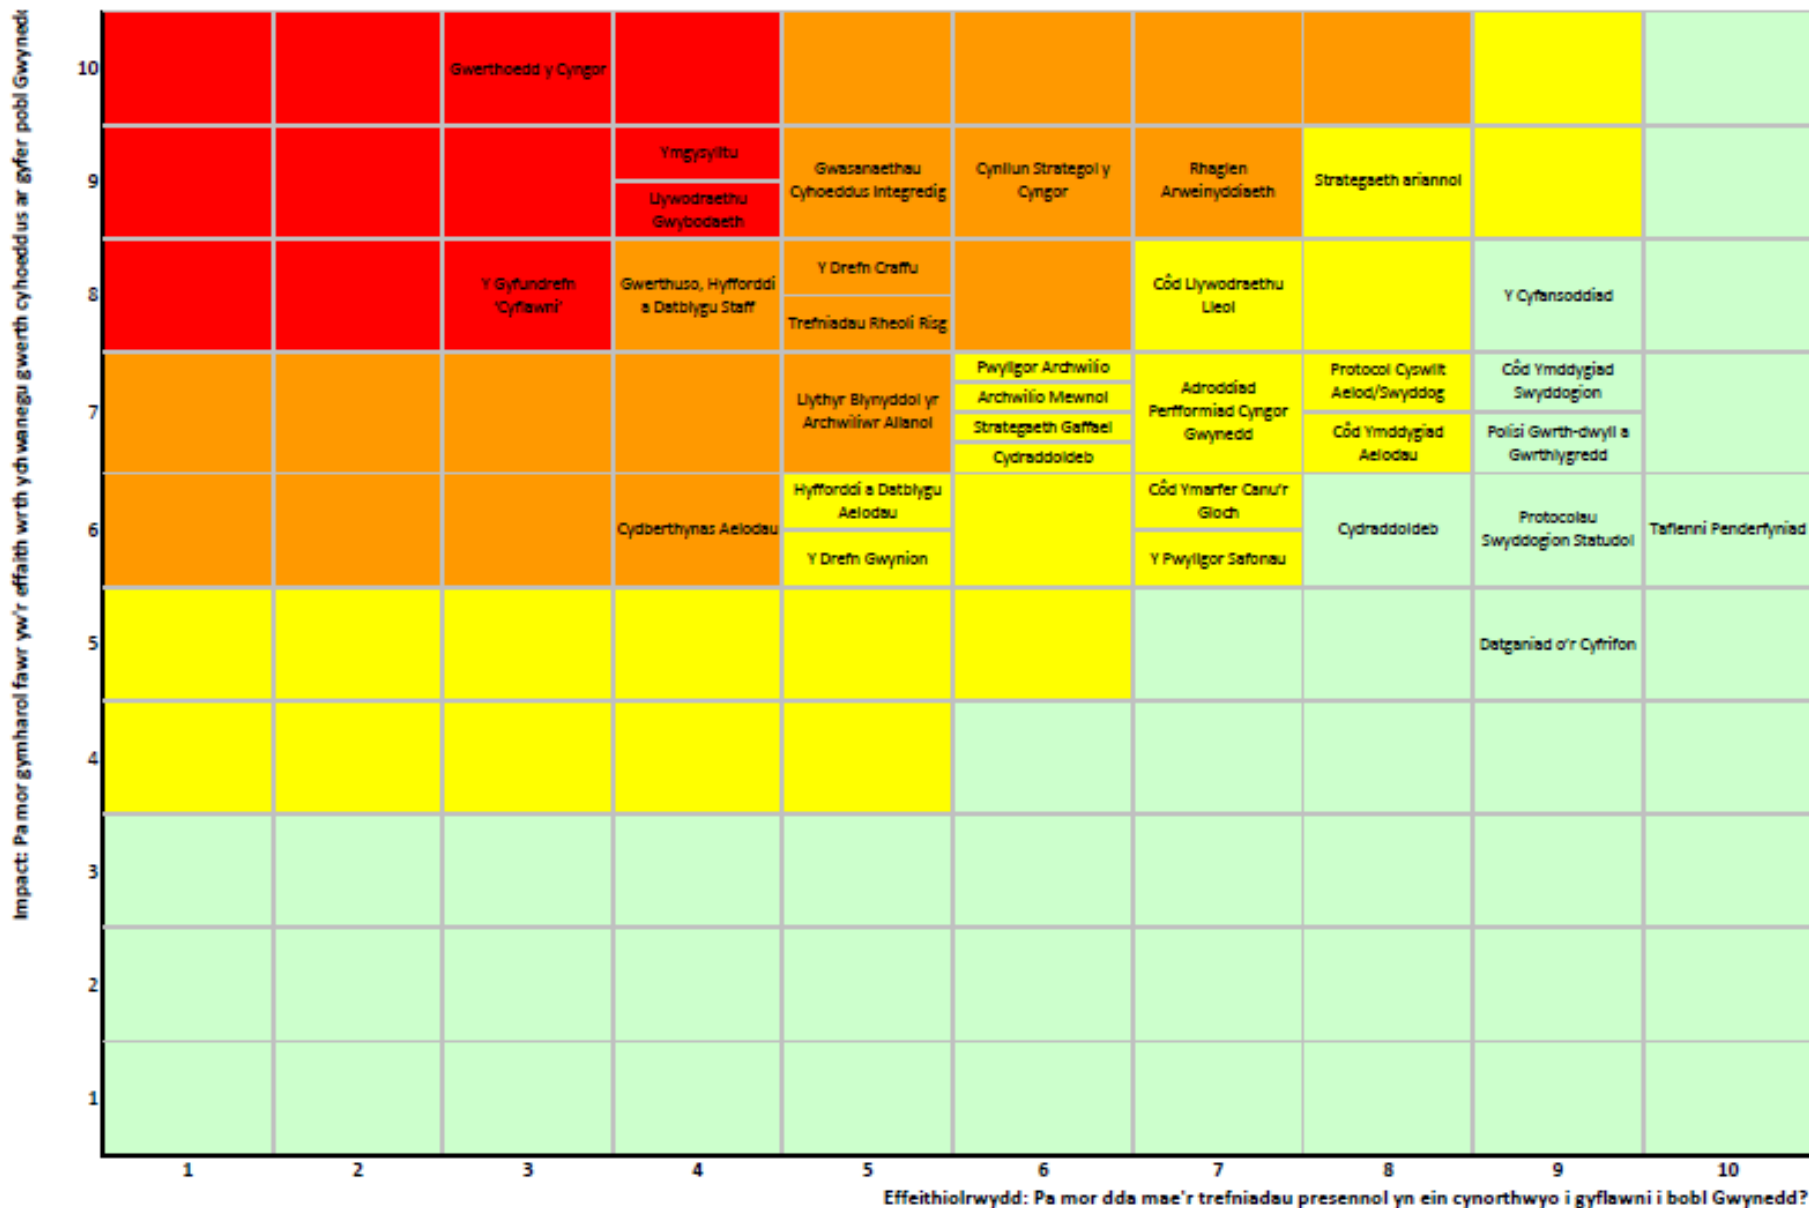 Impact: Pa mor gymharol fawr yw'r effaith wrth ychwanegu gwerth cyhoeddus ar gyfer pobl Gwynedd
10
Gwerthoedd y Cyngor
9
Ymgysylltu
Llywodraethu
Gwybodaeth
Gwasanaethau
Cyhoeddus Integredig
Cynllun Strategol y
Cyngor
Rhaglen
Arweinyddiaeth
Strategaeth ariannol
8
Y Gyfundrefn
'Cyflawni'
Gwerthuso, Hyfforddi
a Datblygu Staff
Y Drefn Craffu
Trefniadau Rheoli Risg
Côd Llywodraethu
Lleol
Y Cyfansoddiad
7
Llythyr Blynyddol yr
Archwiliwr Allanol
Pwyllgor Archwilio
Archwilio Mewnol
Strategaeth Gaffael
Cydraddoldeb
Adroddiad
Perfformiad Cyngor
Gwynedd
Protocol Cyswllt
Aelod/Swyddog
Côd Ymddygiad
Aelodau
Côd Ymddygiad
Swyddogion
Polisi Gwrth-dwyll a
Gwrthlygredd
6
Cydberthynas Aelodau
Hyfforddi a Datblygu
Aelodau
Y Drefn Gwynion
Côd Ymarfer Canu'r
Gloch
Y Pwyllgor Safonau
Cydraddoldeb
Protocolau
Swyddogion Statudol
Taflenni Penderfyniad
5
Datganiad o'r Cyfrifon
4
3
2
1
1 2 3 4 5 6 7 8 9 10
Effeithiolrwydd: Pa mor dda mae'r trefniadau presennol yn ein cynorthwyo i gyflawni i bobl Gwynedd?